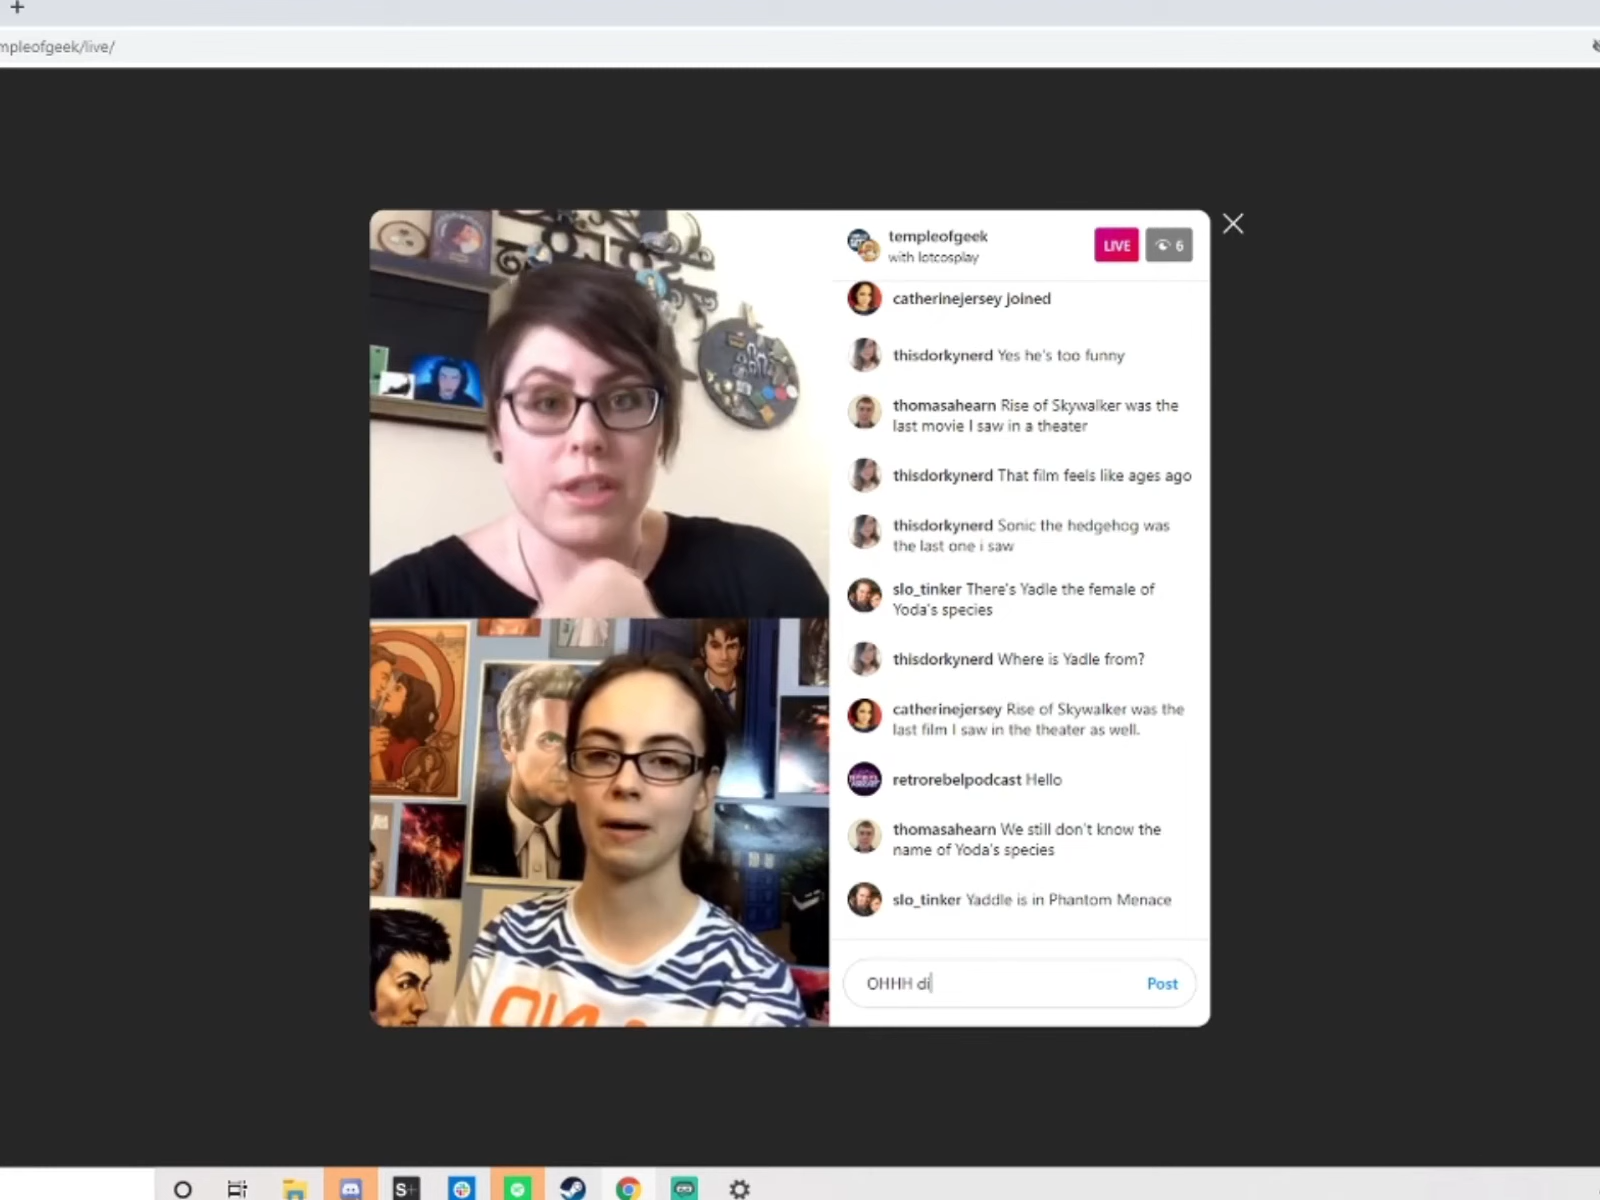 mpleofgeek/live/
templeofgeek
with lotcosplay
LIVE
6
catherinejersey joined
thisdorkynerd Yes he's too funny
thomasahearn Rise of Skywalker was the
last movie I saw in a theater
thisdorkynerd That film feels like ages ago
thisdorkynerd Sonic the hedgehog was
the last one i saw
slo_tinker There's Yadle the female of
Yoda's species
thisdorkynerd Where is Yadle from?
catherinejersey Rise of Skywalker was the
last film I saw in the theater as well.
retrorebelpodcast Hello
thomasahearn We still don't know the
name of Yoda's species
slo_tinker Yaddle is in Phantom Menace
OHHH di
Post
S+